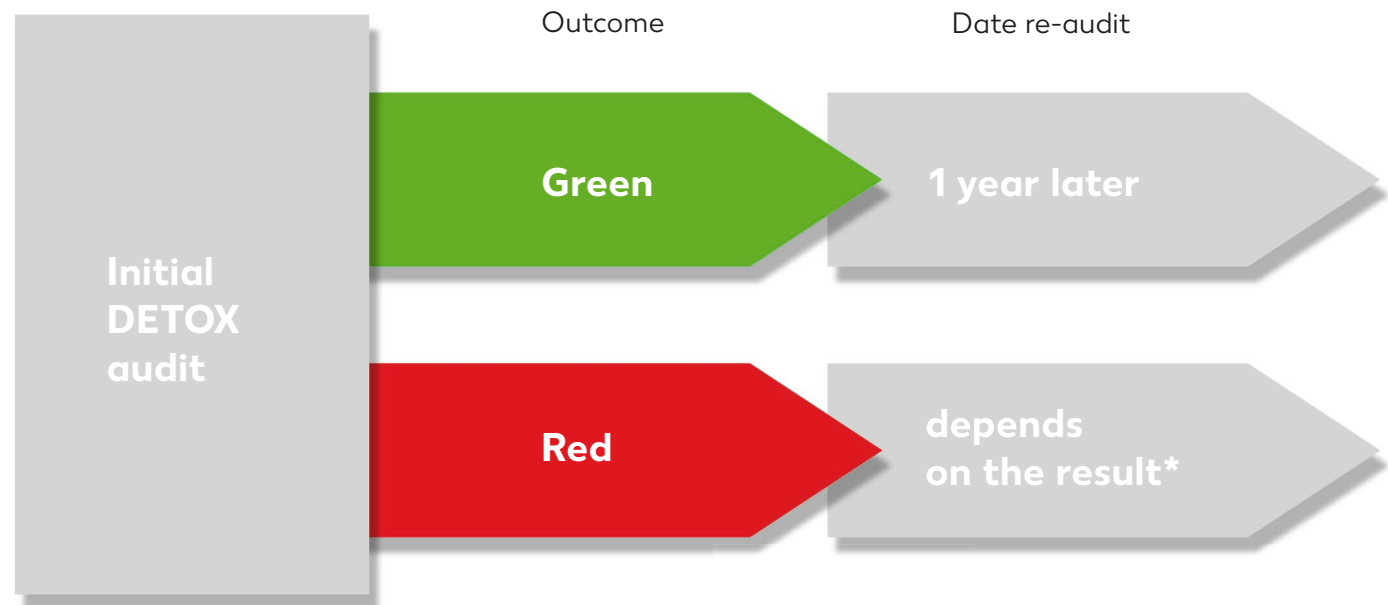 Outcome
Date re-audit
Initial
DETOX
audit
Green
1 year later
Red
depends
on the result*